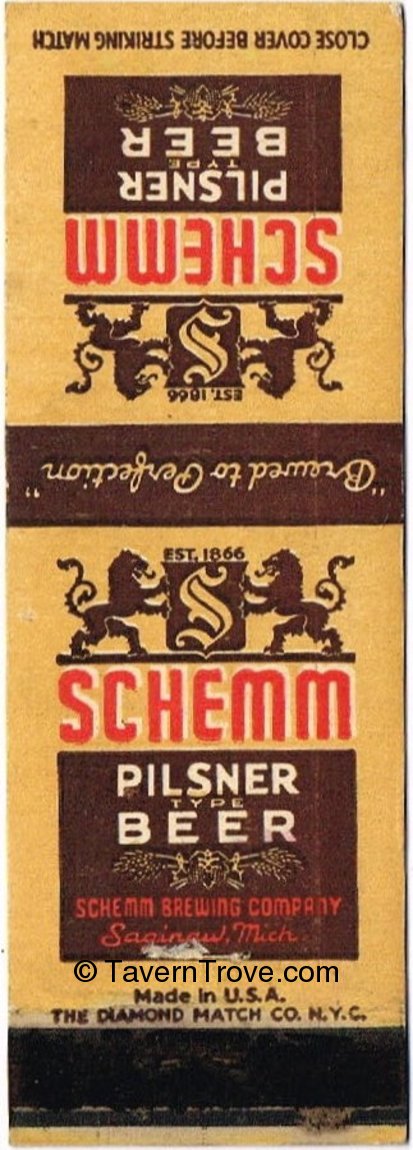 CLOSE COVER BEFORE STRIKING MATCH
BEER
TYPE
PILSNER
SCHEMM
S
EST. 1866
"Brewed to Perfection"
EST. 1866
S
SCHEMM
PILSNER
TYPE
BEER
SCHEMM BREWING COMPANY
Saginaw, Mich.
© TavernTrove.com
Made in U.S.A.
THE DIAMOND MATCH CO. N.Y.C.